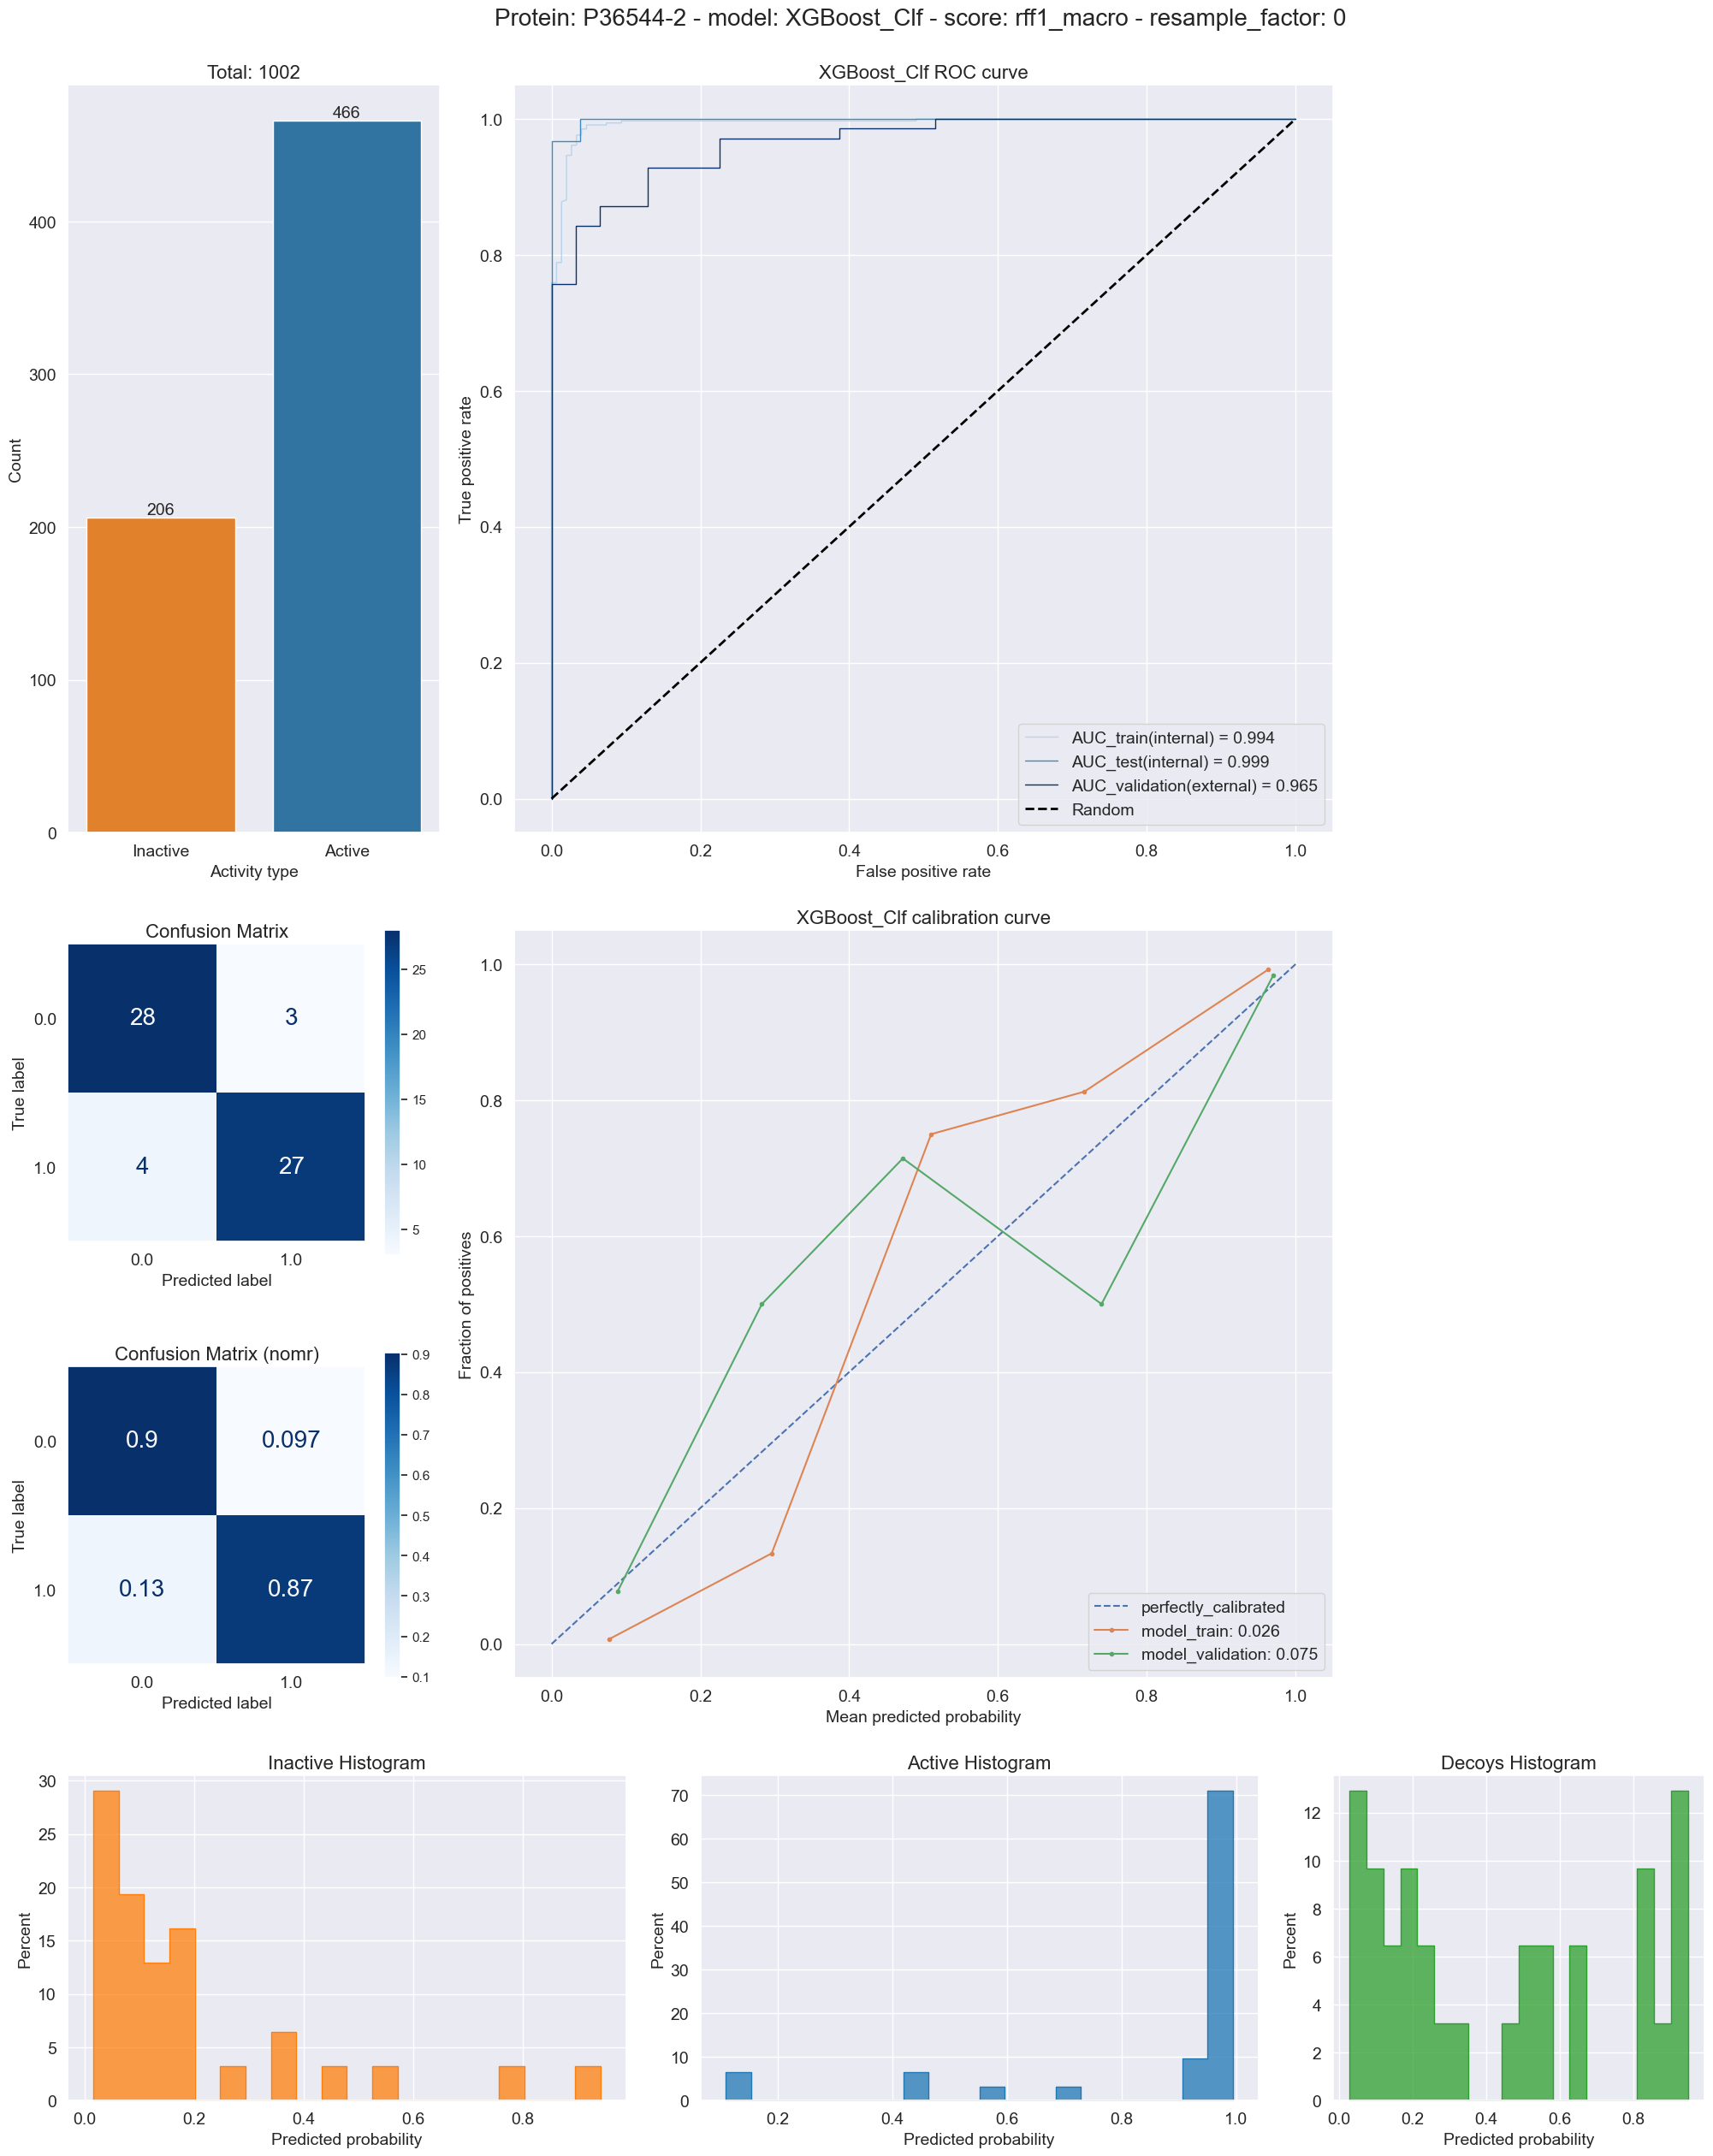 Protein: P36544-2 - model: XGBoost_Clf - score: rff1_macro - resample_factor: 0
Total: 1002
466
206
400
300
200
100
0
Count
Inactive Active
Activity type
XGBoost_Clf ROC curve
1.0
0.8
0.6
0.4
0.2
0.0
True positive rate
AUC_train(internal) = 0.994
AUC_test(internal) = 0.999
AUC_validation(external) = 0.965
Random
0.0 0.2 0.4 0.6 0.8 1.0
False positive rate
Confusion Matrix
0.0 28 3
1.0 4 27
0.0 1.0
True label
Predicted label
25
20
15
10
5
Confusion Matrix (nomr)
0.0 0.9 0.097
1.0 0.13 0.87
0.0 1.0
True label
Predicted label
0.9
0.8
0.7
0.6
0.5
0.4
0.3
0.2
0.1
XGBoost_Clf calibration curve
1.0
0.8
0.6
0.4
0.2
0.0
Fraction of positives
perfectly_calibrated
model_train: 0.026
model_validation: 0.075
0.0 0.2 0.4 0.6 0.8 1.0
Mean predicted probability
Inactive Histogram
30
25
20
15
10
5
0
Percent
0.0 0.2 0.4 0.6 0.8
Predicted probability
Active Histogram
70
60
50
40
30
20
10
0
Percent
0.2 0.4 0.6 0.8 1.0
Predicted probability
Decoys Histogram
12
10
8
6
4
2
0
Percent
0.0 0.2 0.4 0.6 0.8
Predicted probability